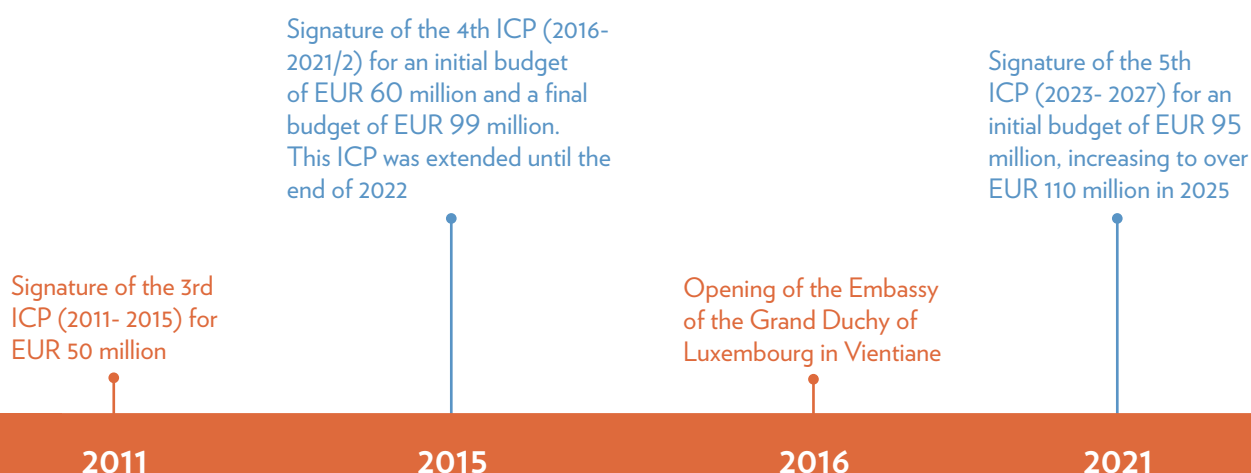 Signature of the 4th ICP (2016-
2021/2) for an initial budget
of EUR 60 million and a final
budget of EUR 99 million.
This ICP was extended until the
end of 2022
Signature of the 5th
ICP (2023- 2027) for an
initial budget of EUR 95
million, increasing to over
EUR 110 million in 2025
Signature of the 3rd
ICP (2011- 2015) for
EUR 50 million
Opening of the Embassy
of the Grand Duchy of
Luxembourg in Vientiane
2011
2015
2016
2021